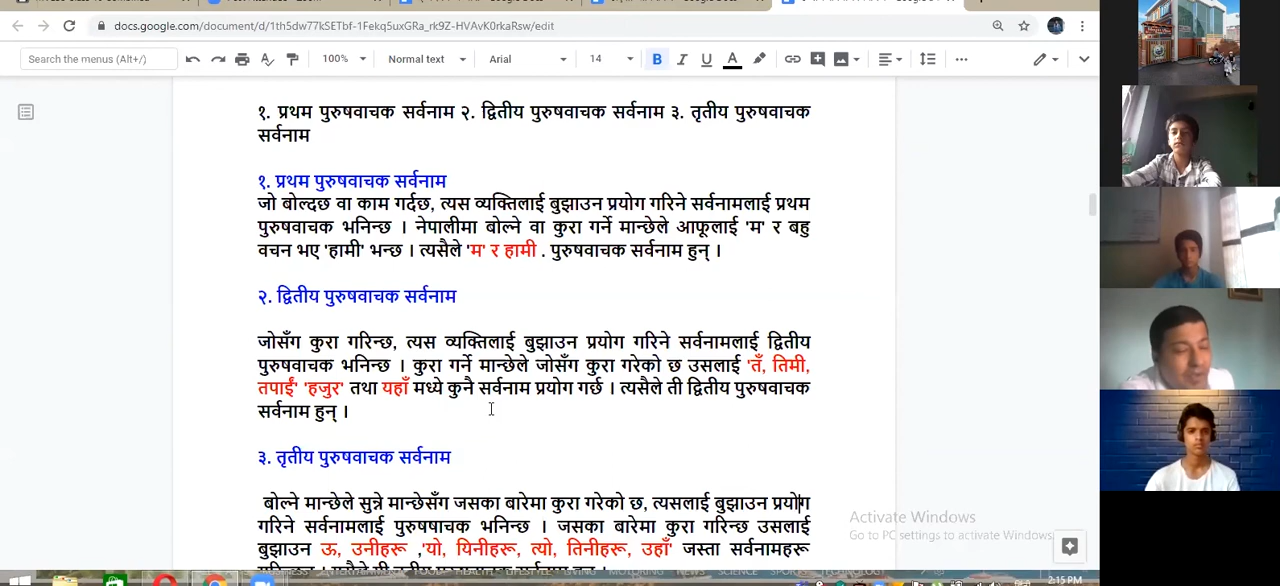 docs.google.com/document/d/1th5dw77kSETbf-1Fekq5uxGRa_rk9Z-HVAvK0rkaRsw/edit
Search the menus (Alt+/)
100%
Normal text
Arial
14
B
I
U
A
१. प्रथम पुरुषवाचक सर्वनाम २. द्वितीय पुरुषवाचक सर्वनाम ३. तृतीय पुरुषवाचक
सर्वनाम
१. प्रथम पुरुषवाचक सर्वनाम
जो बोल्दछ वा काम गर्दछ, त्यस व्यक्तिलाई बुझाउन प्रयोग गरिने सर्वनामलाई प्रथम
पुरुषवाचक भनिन्छ । नेपालीमा बोल्ने वा कुरा गर्ने मान्छेले आफूलाई 'म' र बहु
वचन भए 'हामी' भन्छ । त्यसैले 'म' र हामी . पुरुषवाचक सर्वनाम हुन् ।
२. द्वितीय पुरुषवाचक सर्वनाम
जोसँग कुरा गरिन्छ, त्यस व्यक्तिलाई बुझाउन प्रयोग गरिने सर्वनामलाई द्वितीय
पुरुषवाचक भनिन्छ । कुरा गर्ने मान्छेले जोसँग कुरा गरेको छ उसलाई 'तँ, तिमी,
तपाईं' 'हजुर' तथा यहाँ मध्ये कुनै सर्वनाम प्रयोग गर्छ । त्यसैले ती द्वितीय पुरुषवाचक
सर्वनाम हुन् ।
३. तृतीय पुरुषवाचक सर्वनाम
बोल्ने मान्छेले सुन्ने मान्छेसँग जसका बारेमा कुरा गरेको छ, त्यसलाई बुझाउन प्रयोग
गरिने सर्वनामलाई पुरुषषाचक भनिन्छ । जसका बारेमा कुरा गरिन्छ उसलाई
बुझाउन ऊ, उनीहरू ,'यो, यिनीहरू, त्यो, तिनीहरू, उहाँ' जस्ता सर्वनामहरू
Activate Windows
Go to PC settings to activate Windows.
2:15 PM